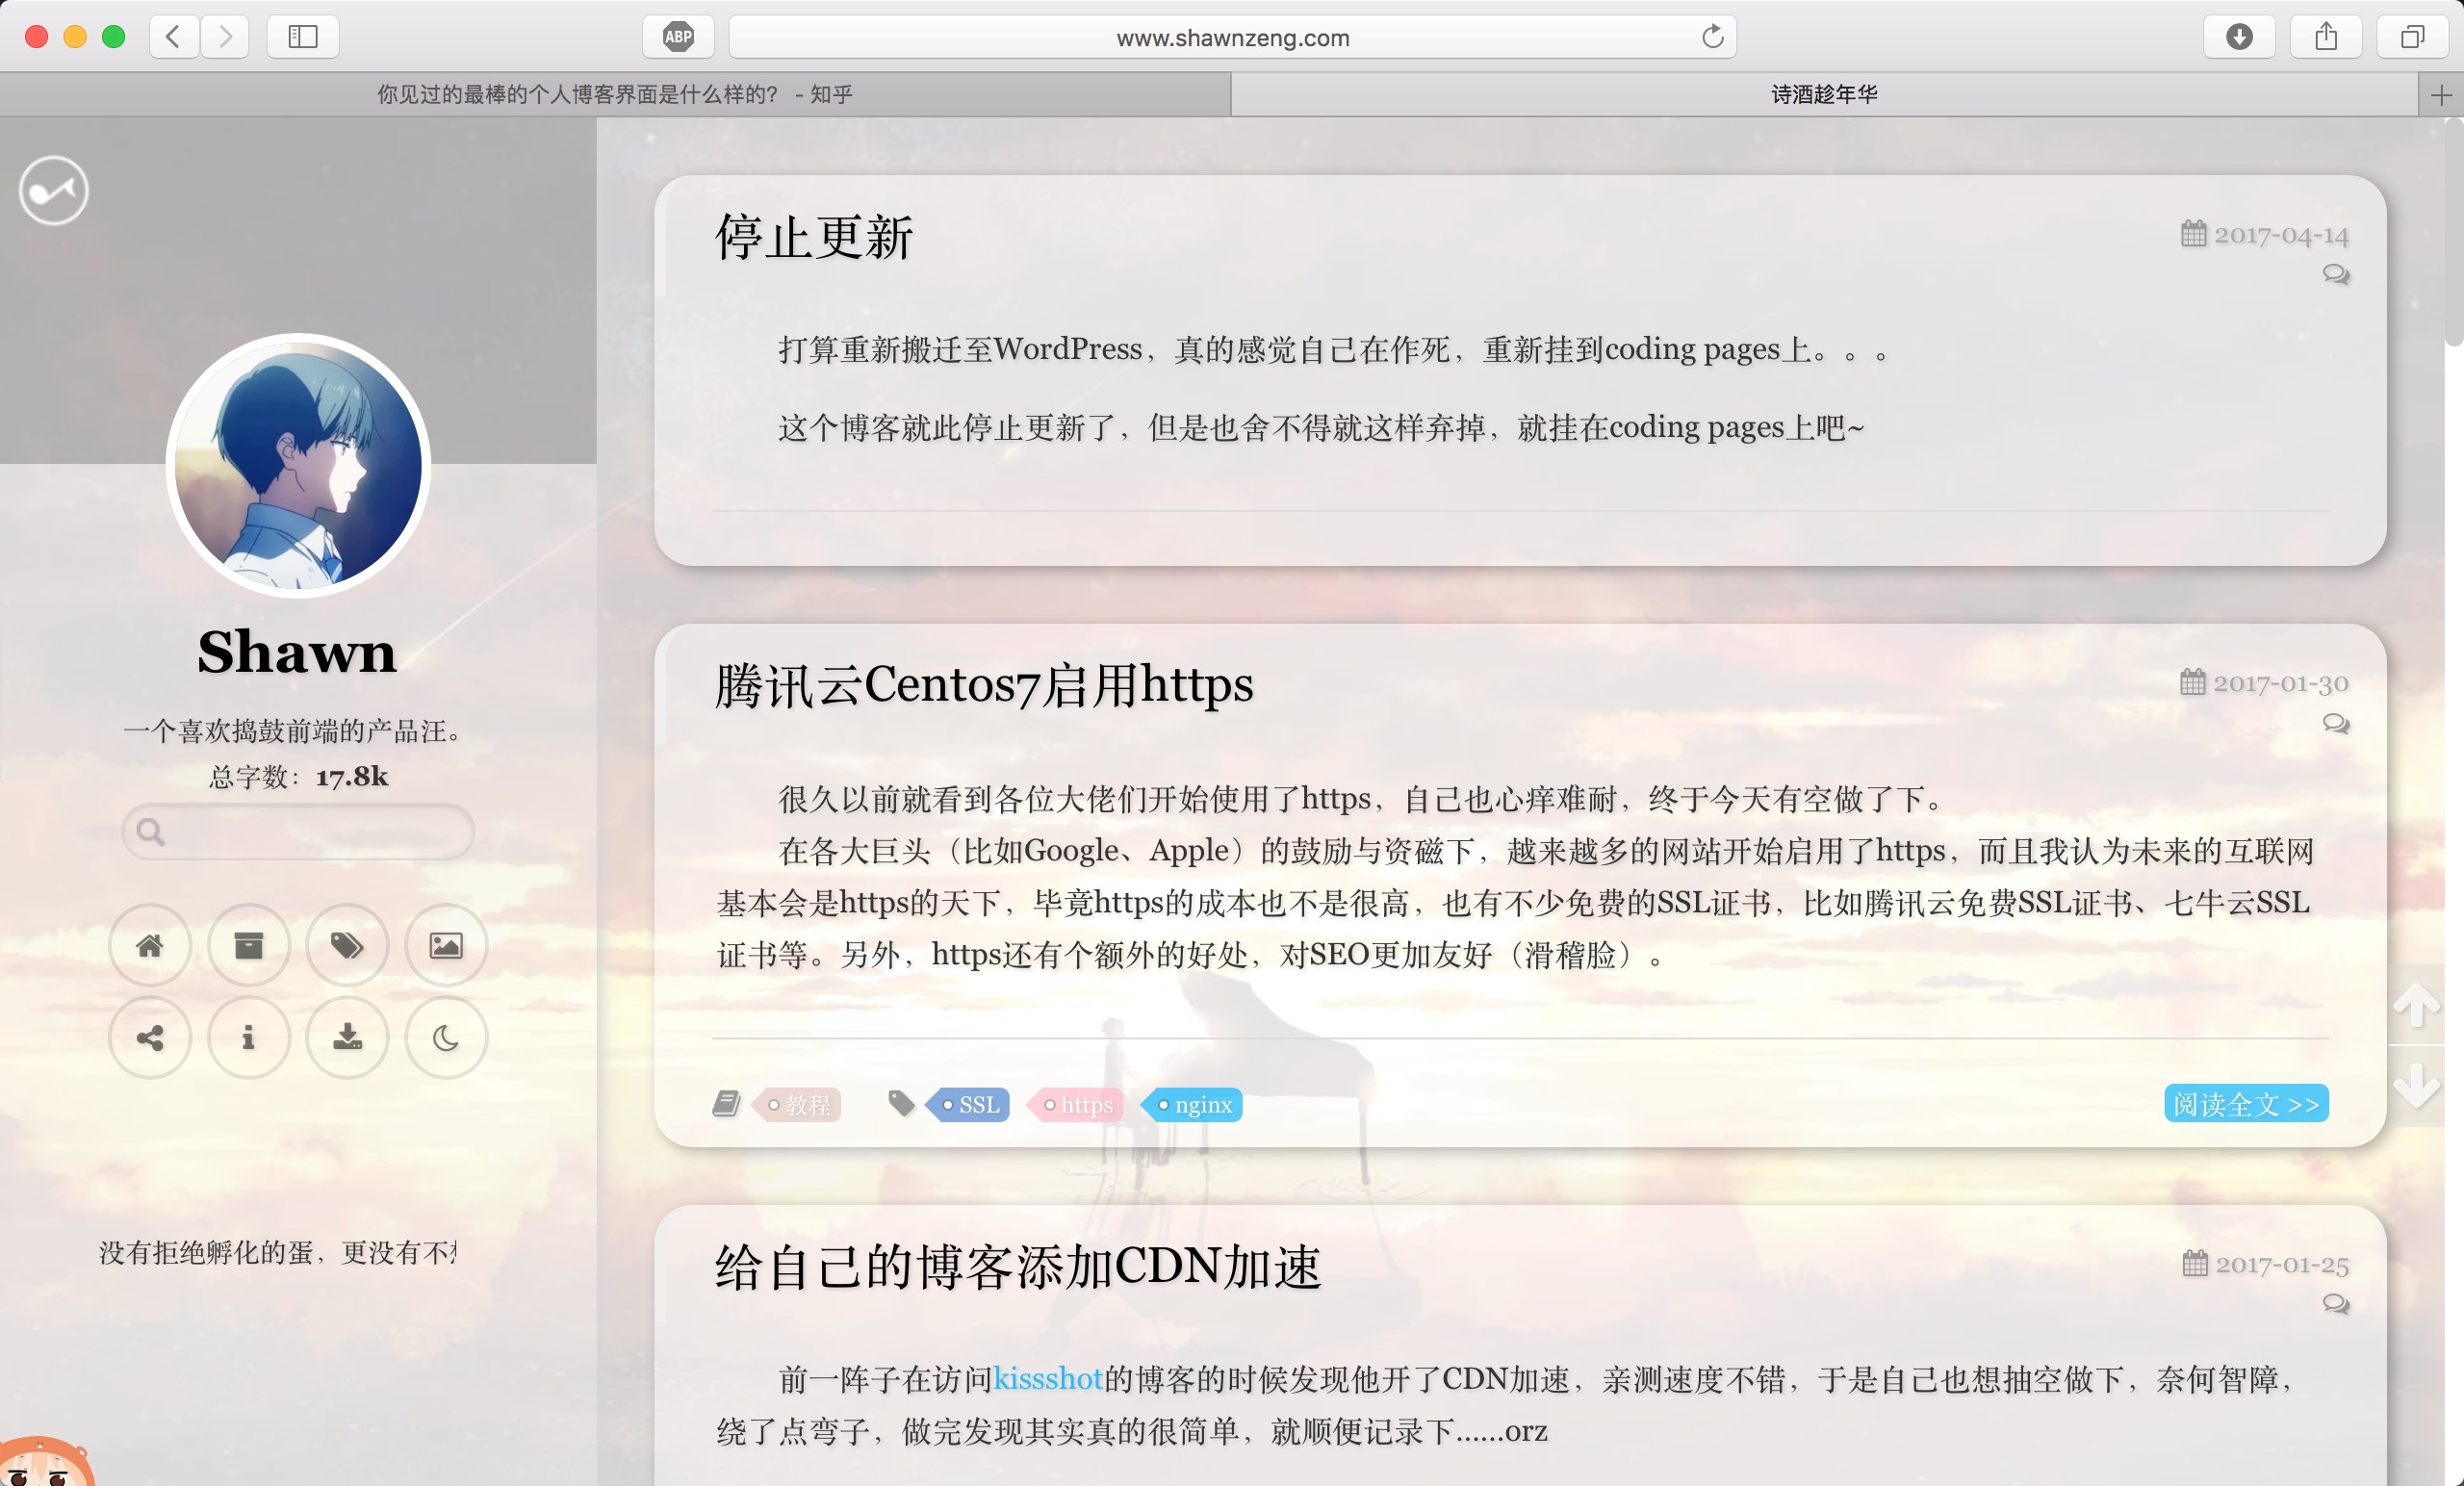 ABP
www.shawnzeng.com
你见过的最棒的个人博客界面是什么样的？ - 知乎
诗酒趁年华
Shawn
一个喜欢捣鼓前端的产品汪。
总字数：17.8k
没有拒绝孵化的蛋，更没有不
停止更新
2017-04-14
打算重新搬迁至WordPress，真的感觉自己在作死，重新挂到coding pages上。。。
这个博客就此停止更新了，但是也舍不得就这样弃掉，就挂在coding pages上吧~
腾讯云Centos7启用https
2017-01-30
很久以前就看到各位大佬们开始使用了https，自己也心痒难耐，终于今天有空做了下。
在各大巨头（比如Google、Apple）的鼓励与资磁下，越来越多的网站开始启用了https，而且我认为未来的互联网
基本会是https的天下，毕竟https的成本也不是很高，也有不少免费的SSL证书，比如腾讯云免费SSL证书、七牛云SSL
证书等。另外，https还有个额外的好处，对SEO更加友好（滑稽脸）。
教程 SSL https nginx
阅读全文 >>
给自己的博客添加CDN加速
2017-01-25
前一阵子在访问kissshot的博客的时候发现他开了CDN加速，亲测速度不错，于是自己也想抽空做下，奈何智障，
绕了点弯子，做完发现其实真的很简单，就顺便记录下……orz